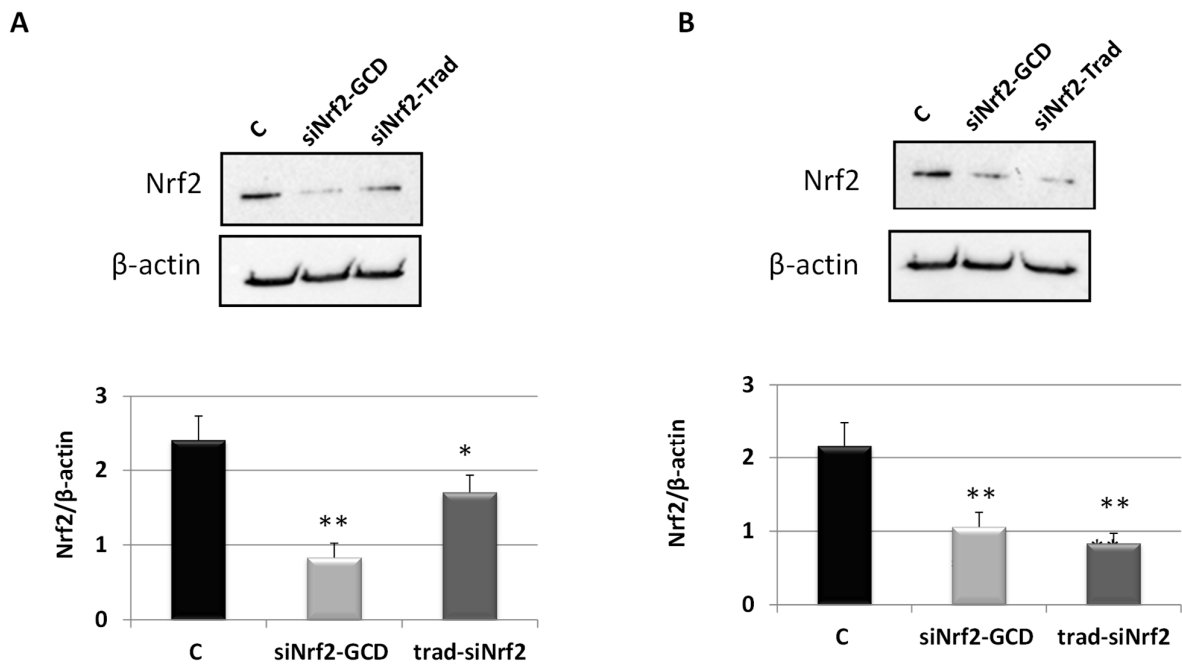 A
C
siNrf2-GCD
siNrf2-Trad
Nrf2
β-actin
3
2
1
0
Nrf2/β-actin
**
*
C
siNrf2-GCD
trad-siNrf2
B
C
siNrf2-GCD
siNrf2-Trad
Nrf2
β-actin
3
2
1
0
Nrf2/β-actin
**
**
**
C
siNrf2-GCD
trad-siNrf2